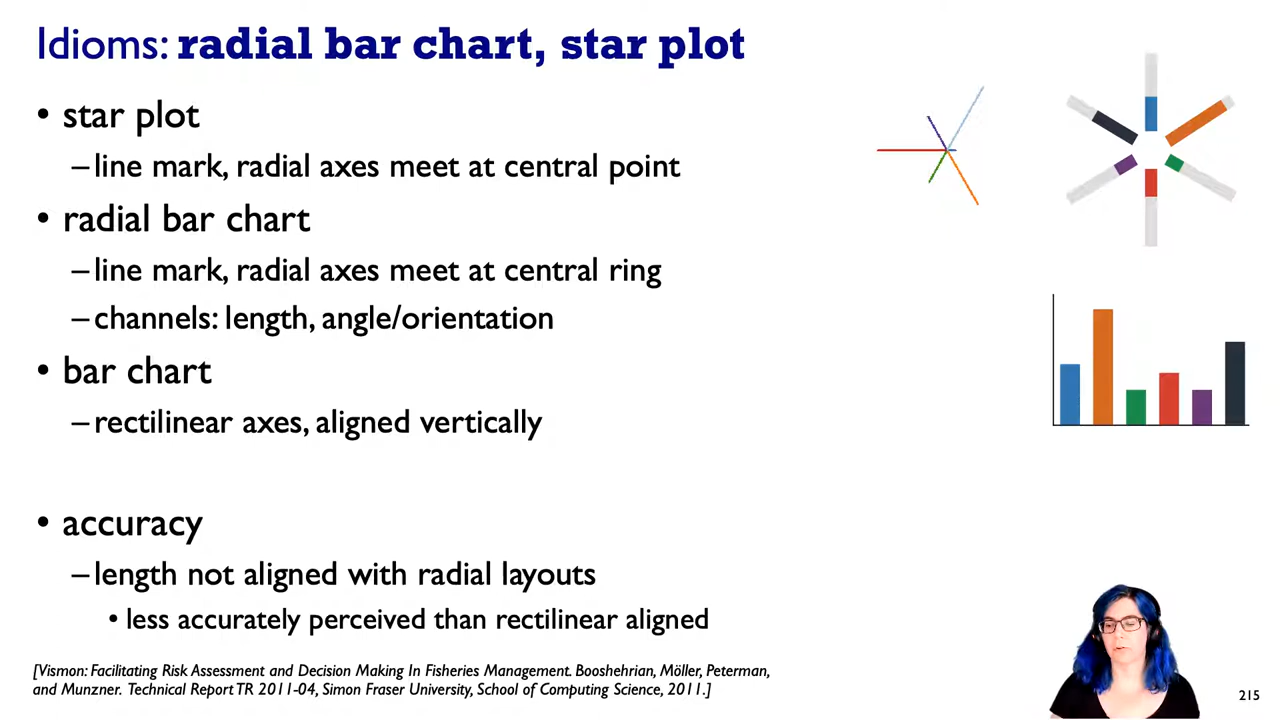 Idioms: radial bar chart, star plot
• star plot
–line mark, radial axes meet at central point
• radial bar chart
–line mark, radial axes meet at central ring
–channels: length, angle/orientation
• bar chart
–rectilinear axes, aligned vertically
• accuracy
–length not aligned with radial layouts
• less accurately perceived than rectilinear aligned
[Vismon: Facilitating Risk Assessment and Decision Making In Fisheries Management. Booshehrian, Möller, Peterman,
and Munzner. Technical Report TR 2011-04, Simon Fraser University, School of Computing Science, 2011.]
215